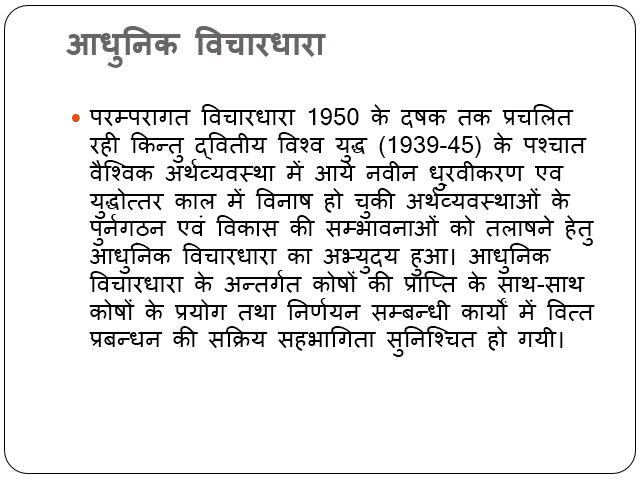 आधुनिक विचारधारा
परम्परागत विचारधारा 1950 के दषक तक प्रचलित
रही किन्तु द्वितीय विश्व युद्ध (1939-45) के पश्चात
वैश्विक अर्थव्यवस्था में आये नवीन धु्रवीकरण एव
युद्धोत्तर काल में विनाष हो चुकी अर्थव्यवस्थाओं के
पुर्नगठन एवं विकास की सम्भावनाओं को तलाषने हेतु
आधुनिक विचारधारा का अभ्युदय हुआ। आधुनिक
विचारधारा के अन्तर्गत कोषों की प्राप्ति के साथ-साथ
कोषों के प्रयोग तथा निर्णयन सम्बन्धी कार्यों में वित्त
प्रबन्धन की सक्रिय सहभागिता सुनिश्चित हो गयी।